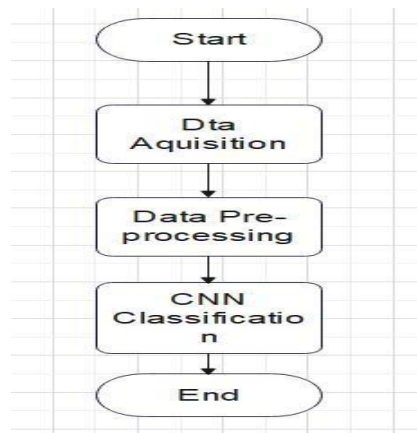 Start
Dta
Aquisition
Data Pre-
processing
CNN
Classificatio
n
End